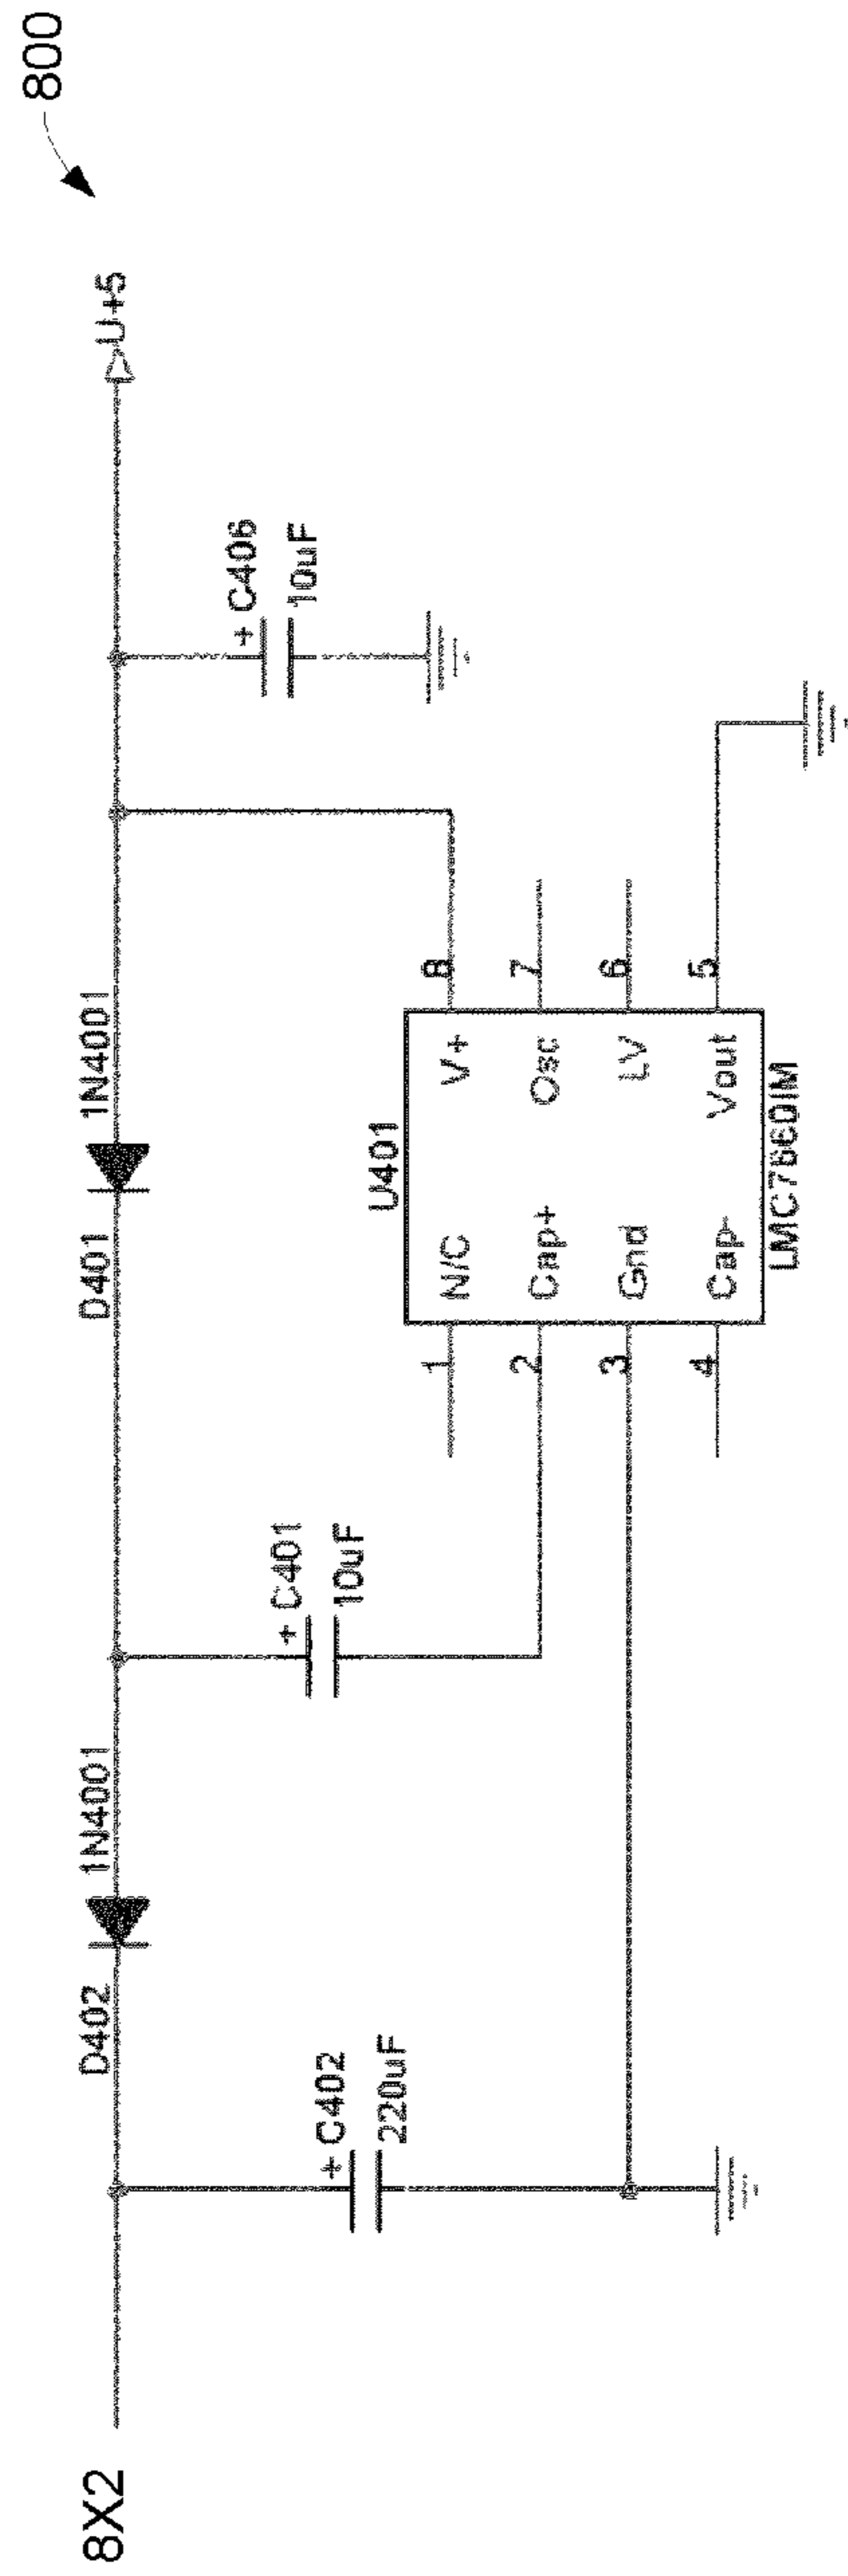 800
U+5
+ C406
10uF
1N4001
D401
U401
8
7
6
5
V+
Osc
LV
Vout
N/C
Cap+
Gnd
Cap-
LMC7660IM
1
2
3
4
+ C401
10uF
1N4001
D402
+ C402
220uF
8X2